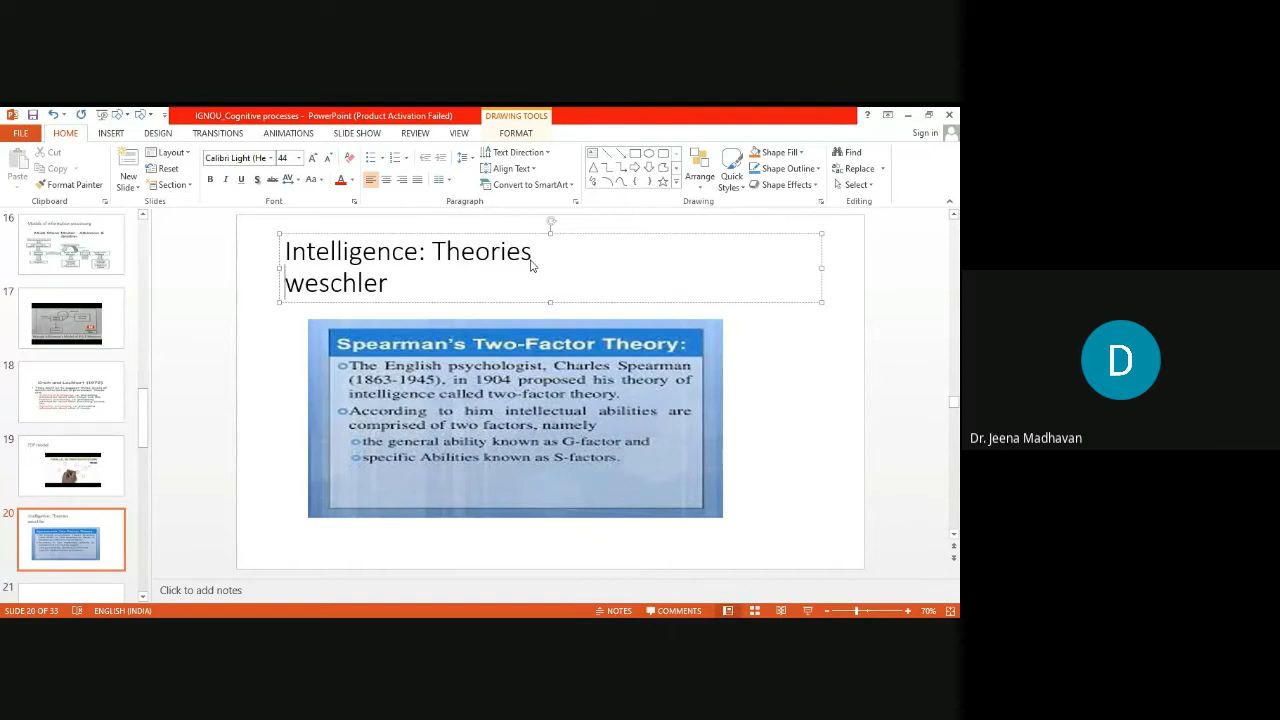 IGNOU_Cognitive processes - PowerPoint (Product Activation Failed)
DRAWING TOOLS
FILE HOME INSERT DESIGN TRANSITIONS ANIMATIONS SLIDE SHOW REVIEW VIEW FORMAT
Sign in
Paste
Cut
Copy
Format Painter
Clipboard
New Slide
Layout
Reset
Section
Slides
Calibri Light (He 44
Font
Paragraph
Text Direction
Align Text
Convert to SmartArt
Arrange
Quick Styles
Shape Fill
Shape Outline
Shape Effects
Drawing
Find
Replace
Select
Editing
16
17
18
19
20
21
Intelligence: Theories
weschler
Spearman's Two-Factor Theory:
The English psychologist, Charles Spearman
(1863-1945), in 1904 proposed his theory of
intelligence called two-factor theory.
According to him intellectual abilities are
comprised of two factors, namely
the general ability known as G-factor and
specific Abilities known as S-factors.
Click to add notes
SLIDE 20 OF 33 ENGLISH (INDIA) NOTES COMMENTS 70%
D
Dr. Jeena Madhavan